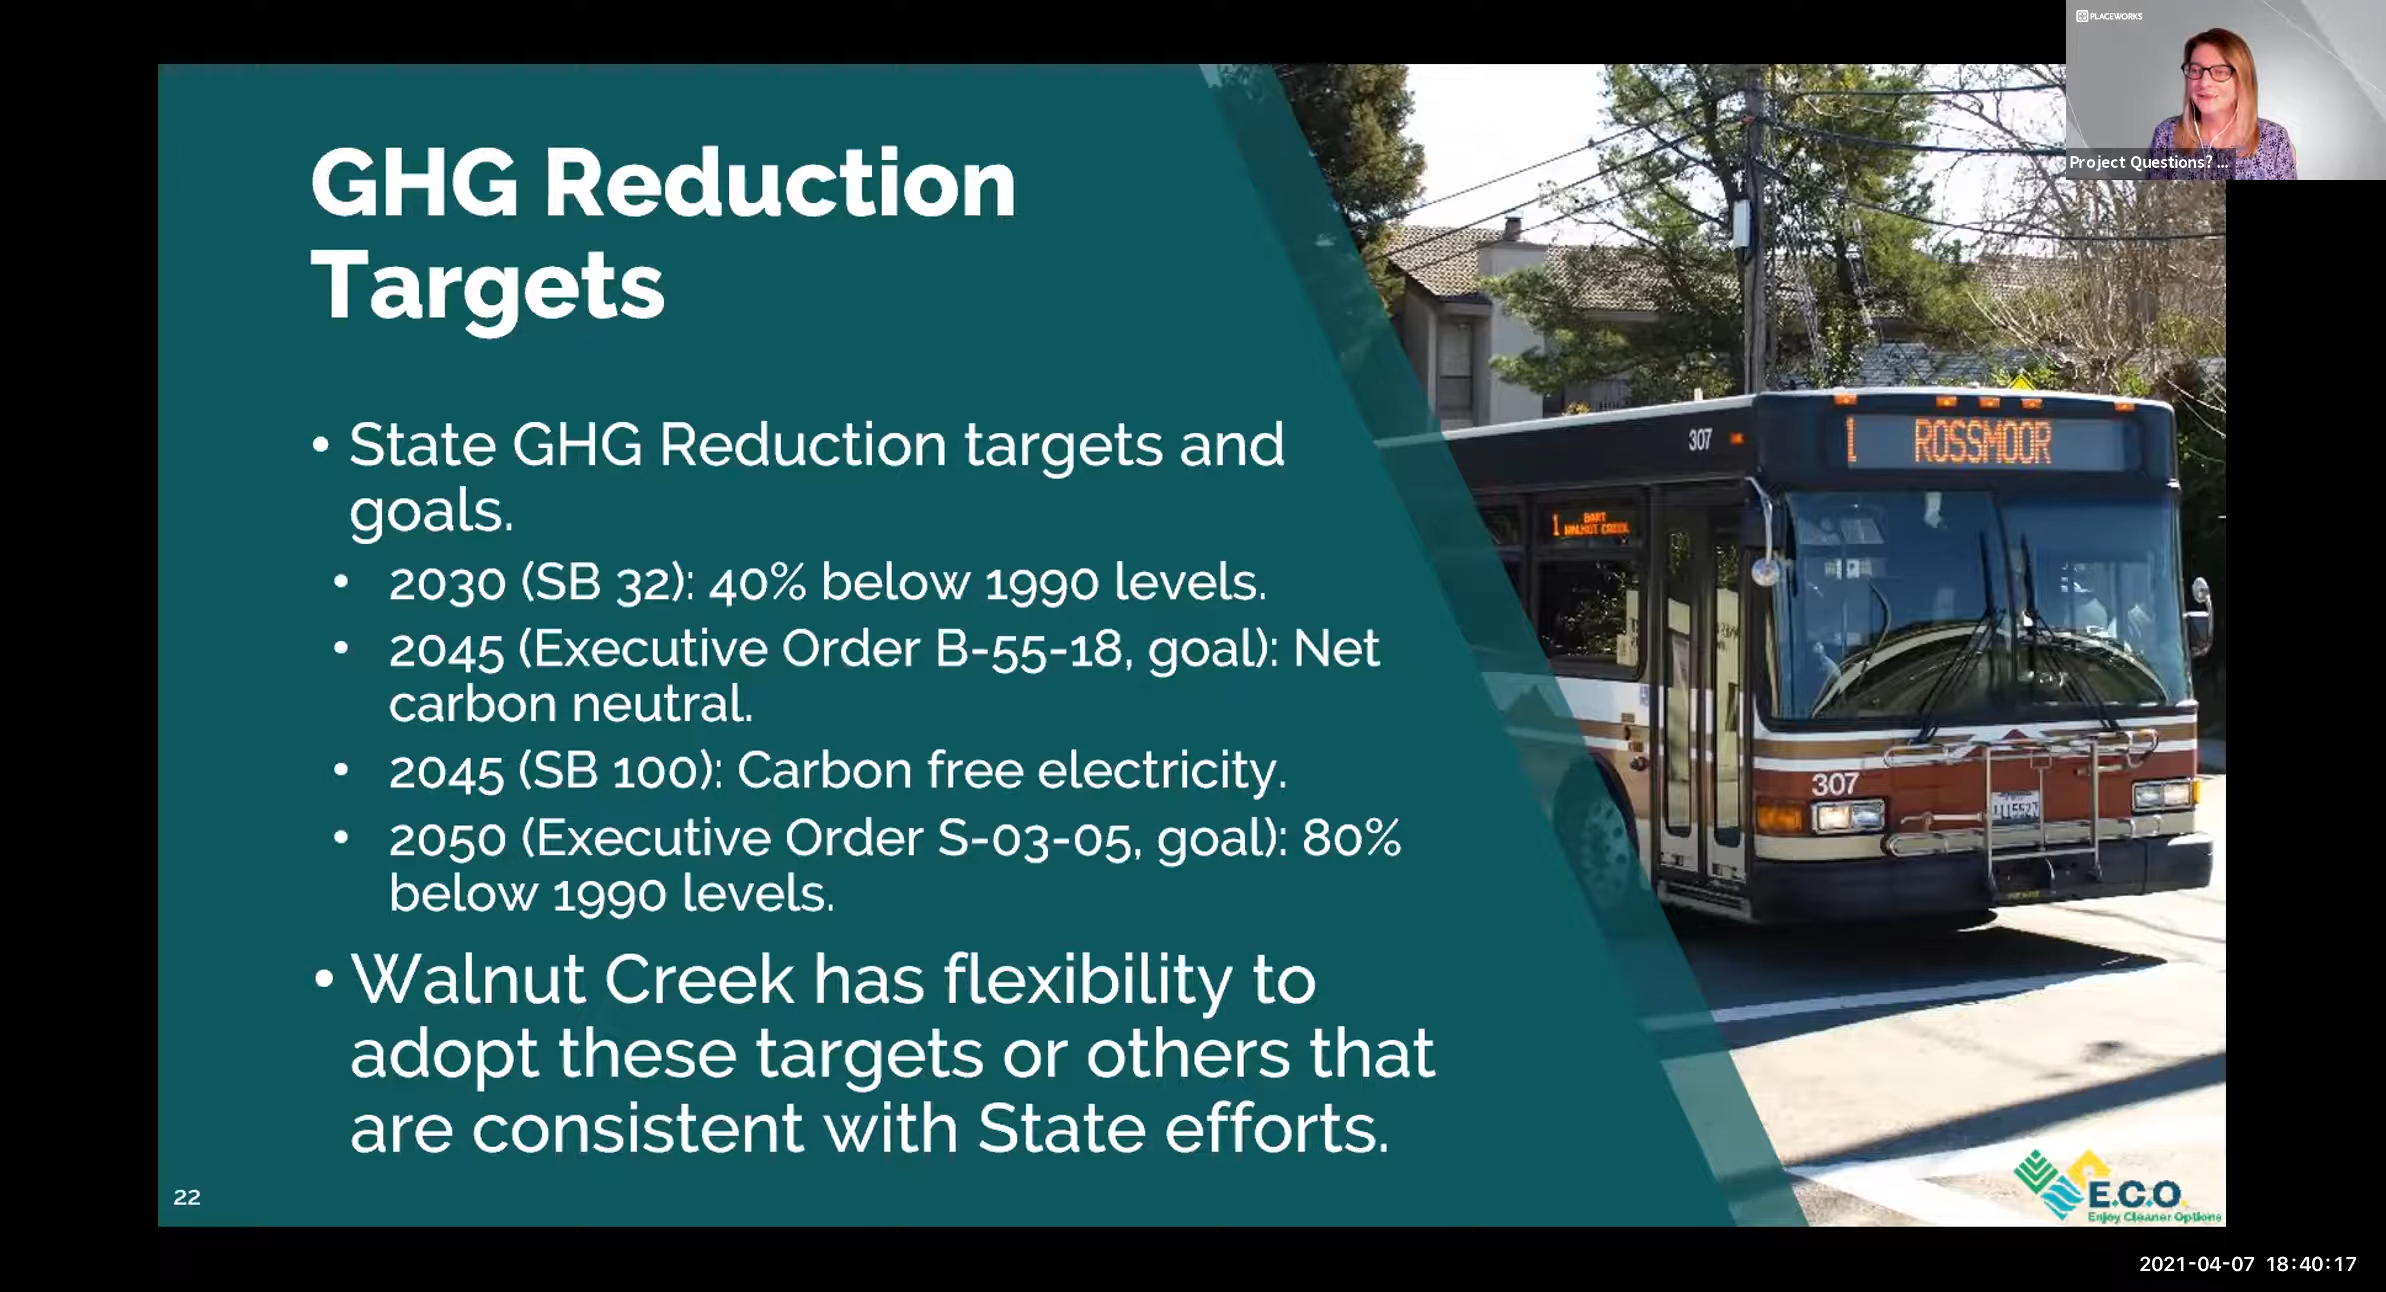 PLACEWORKS
Project Questions? ...
GHG Reduction
Targets
• State GHG Reduction targets and
goals.
• 2030 (SB 32): 40% below 1990 levels.
• 2045 (Executive Order B-55-18, goal): Net
carbon neutral.
• 2045 (SB 100): Carbon free electricity.
• 2050 (Executive Order S-03-05, goal): 80%
below 1990 levels.
• Walnut Creek has flexibility to
adopt these targets or others that
are consistent with State efforts.
22
307
1 ROSSMOOR
1 BART
WALNUT CREEK
307
E.C.O.
Enjoy Cleaner Options
2021-04-07 18:40:17